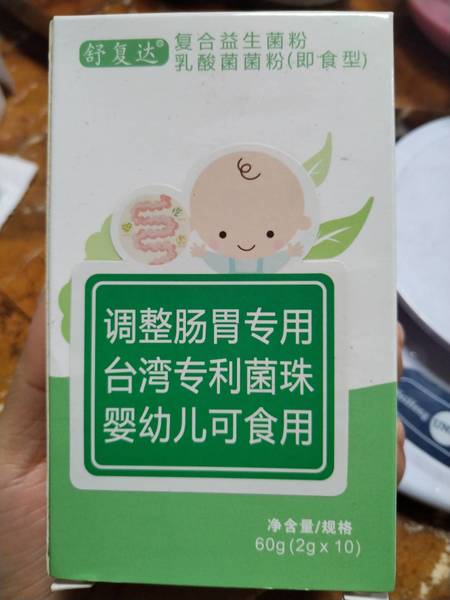 舒复达®
复合益生菌粉
乳酸菌菌粉(即食型)
调整肠胃专用
台湾专利菌珠
婴幼儿可食用
净含量/规格
60g(2g x 10)
UN